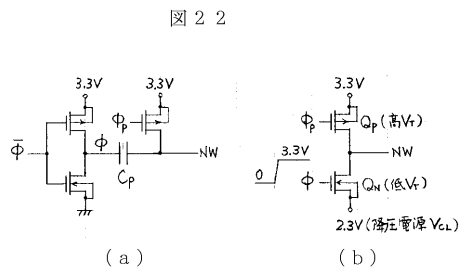 図22
3.3V 3.3V
Φp
Φ̄ Φ NW
Cp
(a)
3.3V
Φp Qp(高VT)
3.3V NW
0 Φ QN(低VT)
2.3V(降圧電源VCL)
(b)